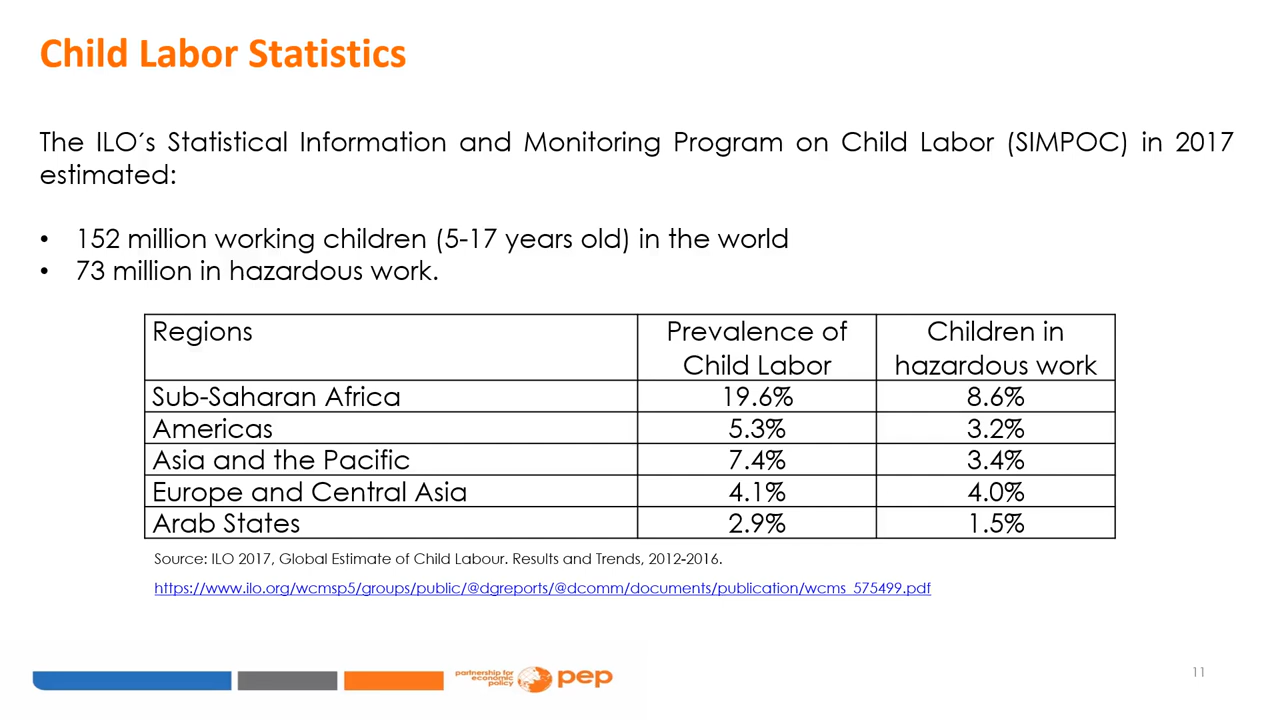 Child Labor Statistics
The ILO´s Statistical Information and Monitoring Program on Child Labor (SIMPOC) in 2017
estimated:
• 152 million working children (5-17 years old) in the world
• 73 million in hazardous work.
Regions Prevalence of Child Labor Children in hazardous work
Sub-Saharan Africa 19.6% 8.6%
Americas 5.3% 3.2%
Asia and the Pacific 7.4% 3.4%
Europe and Central Asia 4.1% 4.0%
Arab States 2.9% 1.5%
Source: ILO 2017, Global Estimate of Child Labour. Results and Trends, 2012-2016.
https://www.ilo.org/wcmsp5/groups/public/@dgreports/@dcomm/documents/publication/wcms_575499.pdf
partnership for
economic
policy
pep
11